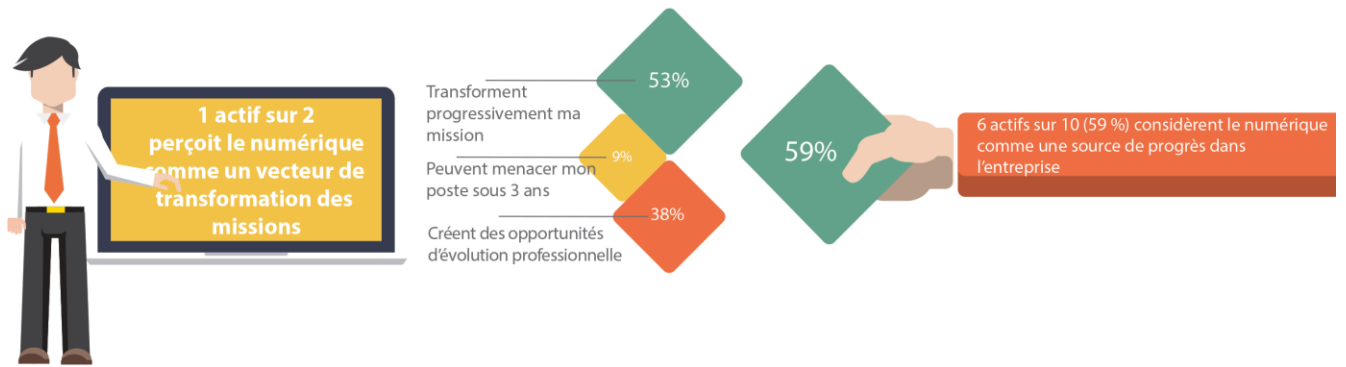 1 actif sur 2
perçoit le numérique
comme un vecteur de
transformation des
missions
53%
Transforment
progressivement ma
mission
9%
Peuvent menacer mon
poste sous 3 ans
38%
Créent des opportunités
d'évolution professionnelle
59%
6 actifs sur 10 (59 %) considèrent le numérique
comme une source de progrès dans
l'entreprise